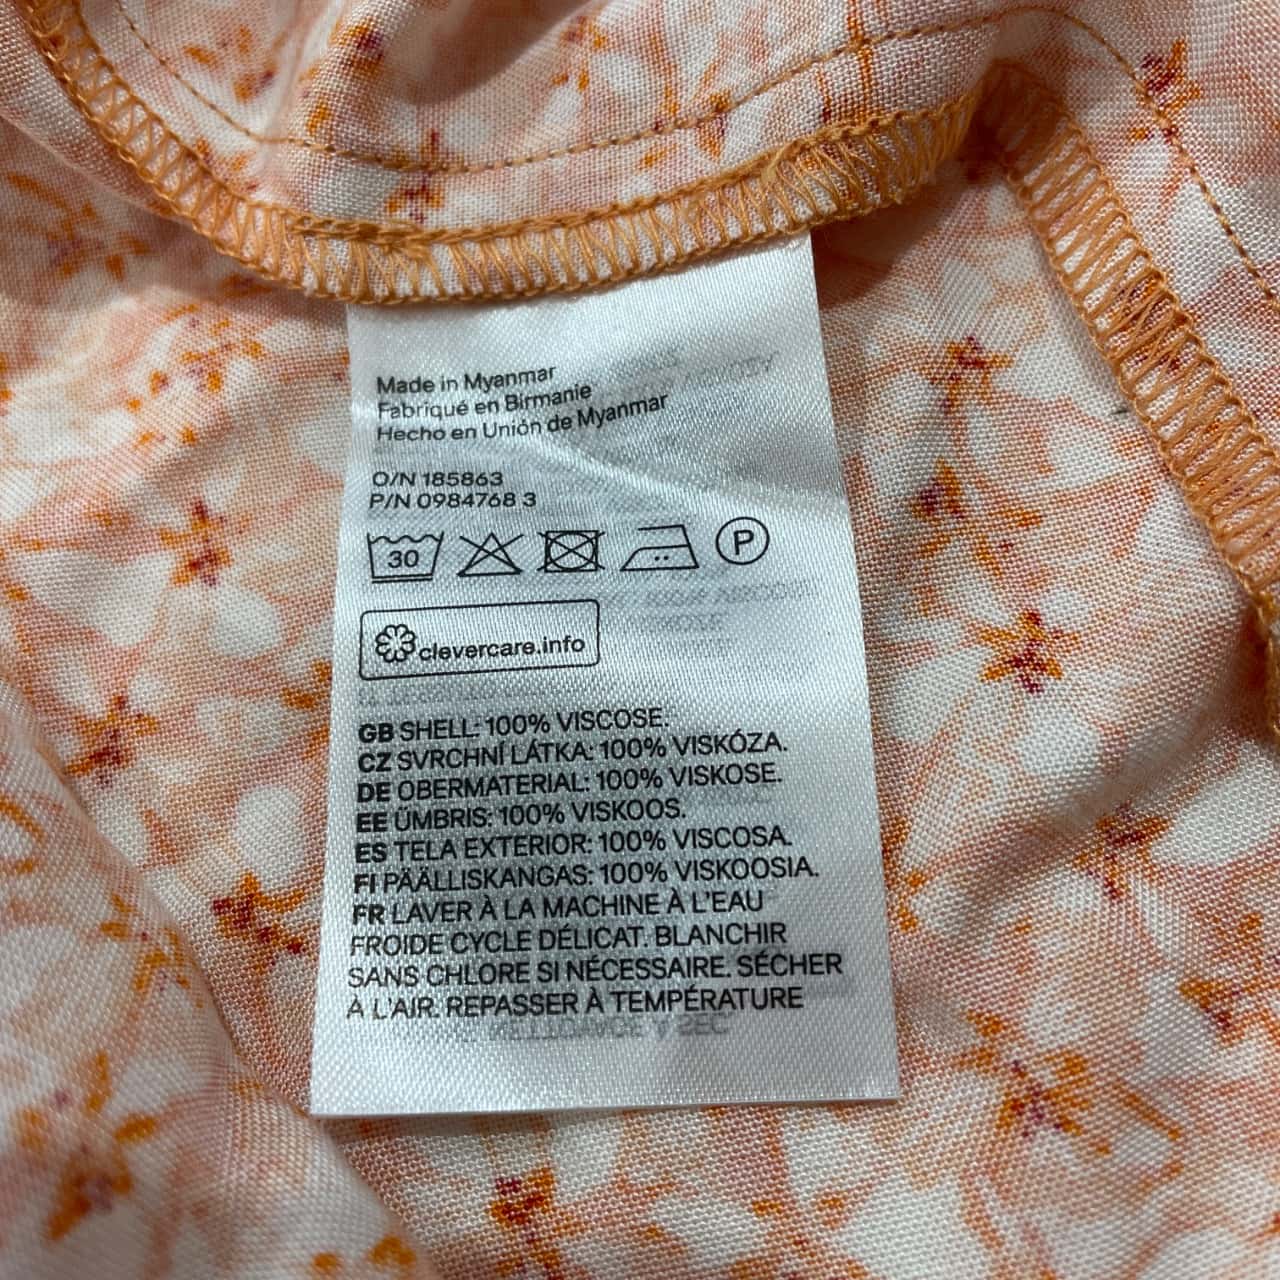 Made in Myanmar
Fabriqué en Birmanie
Hecho en Unión de Myanmar
O/N 185863
P/N 0984768 3
30 P
clevercare.info
GB SHELL: 100% VISCOSE.
CZ SVRCHNÍ LÁTKA: 100% VISKÓZA.
DE OBERMATERIAL: 100% VISKOSE.
EE ÜMBRIS: 100% VISKOOS.
ES TELA EXTERIOR: 100% VISCOSA.
FI PÄÄLLISKANGAS: 100% VISKOOSIA.
FR LAVER À LA MACHINE À L'EAU
FROIDE CYCLE DÉLICAT. BLANCHIR
SANS CHLORE SI NÉCESSAIRE. SÉCHER
À L'AIR. REPASSER À TEMPÉRATURE